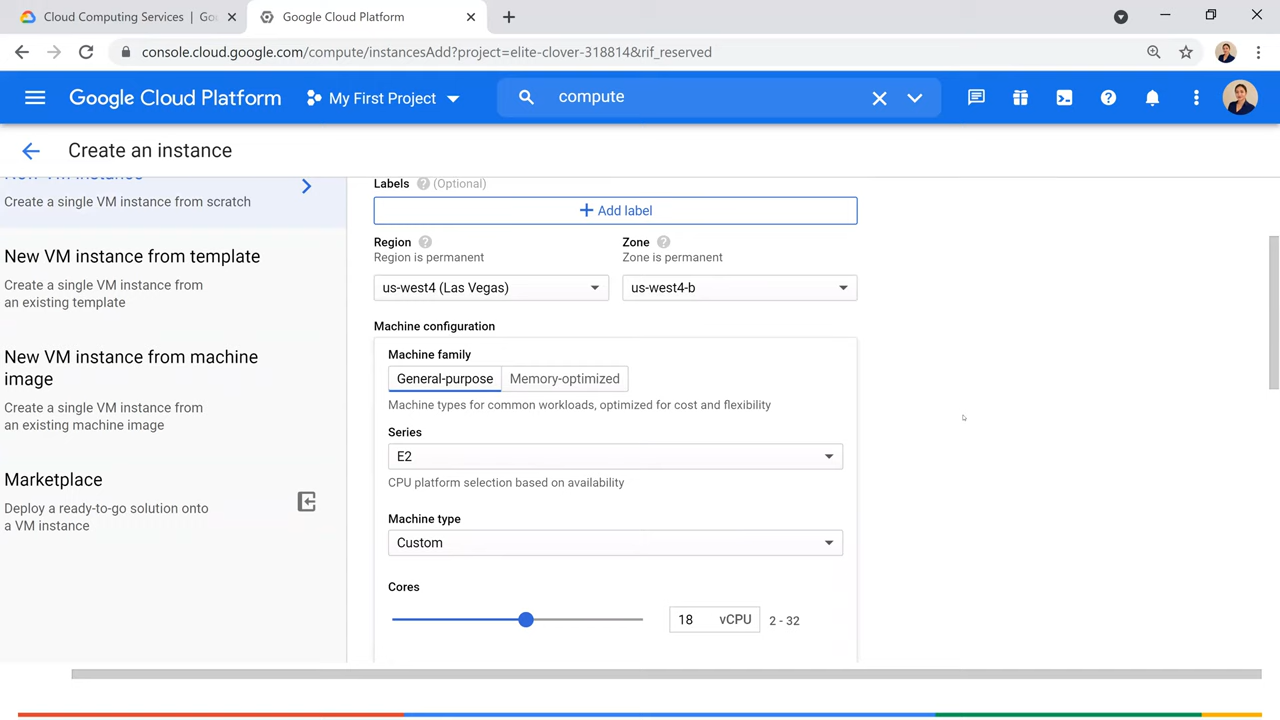 Cloud Computing Services | Go
Google Cloud Platform
console.cloud.google.com/compute/instancesAdd?project=elite-clover-318814&rif_reserved
Google Cloud Platform
My First Project
compute
Create an instance
New VM instance
Create a single VM instance from scratch
New VM instance from template
Create a single VM instance from
an existing template
New VM instance from machine
image
Create a single VM instance from
an existing machine image
Marketplace
Deploy a ready-to-go solution onto
a VM instance
Labels (Optional)
Add label
Region
Region is permanent
us-west4 (Las Vegas)
Zone
Zone is permanent
us-west4-b
Machine configuration
Machine family
General-purpose Memory-optimized
Machine types for common workloads, optimized for cost and flexibility
Series
E2
CPU platform selection based on availability
Machine type
Custom
Cores
18 vCPU 2 - 32